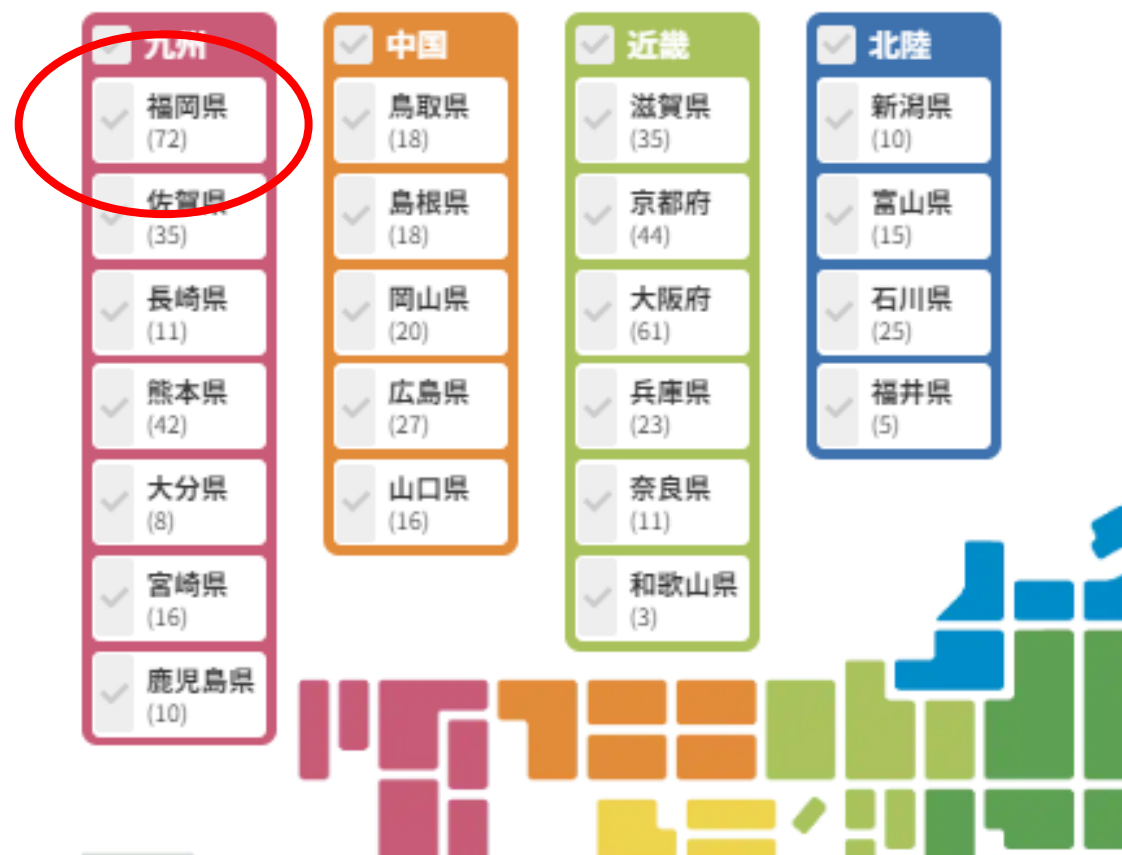 九州
福岡県
(72)
佐賀県
(35)
長崎県
(11)
熊本県
(42)
大分県
(8)
宮崎県
(16)
鹿児島県
(10)
中国
鳥取県
(18)
島根県
(18)
岡山県
(20)
広島県
(27)
山口県
(16)
近畿
滋賀県
(35)
京都府
(44)
大阪府
(61)
兵庫県
(23)
奈良県
(11)
和歌山県
(3)
北陸
新潟県
(10)
富山県
(15)
石川県
(25)
福井県
(5)